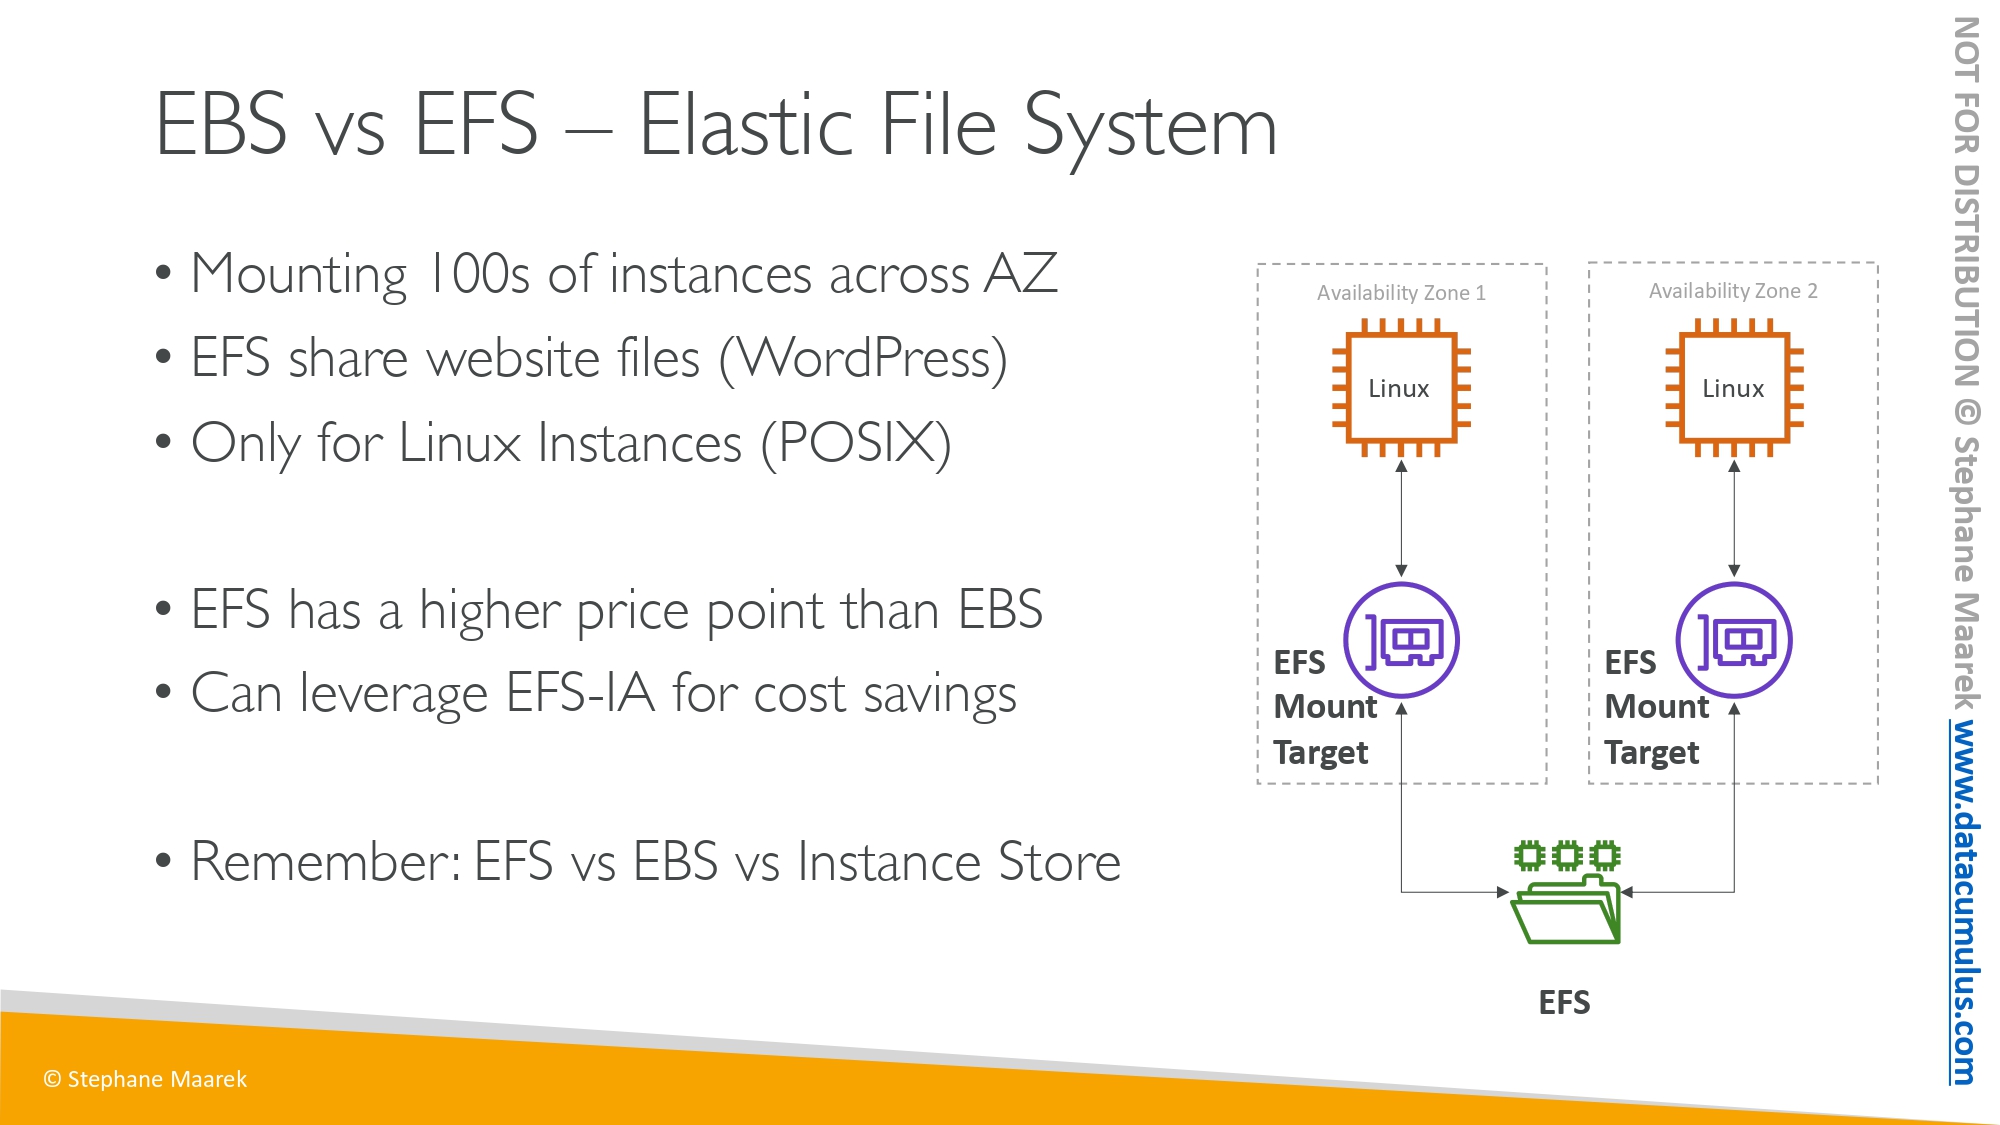 EBS vs EFS – Elastic File System
• Mounting 100s of instances across AZ
• EFS share website files (WordPress)
• Only for Linux Instances (POSIX)
• EFS has a higher price point than EBS
• Can leverage EFS-IA for cost savings
• Remember: EFS vs EBS vs Instance Store
Availability Zone 1
Linux
EFS
Mount
Target
Availability Zone 2
Linux
EFS
Mount
Target
EFS
© Stephane Maarek
NOT FOR DISTRIBUTION © Stephane Maarek www.datacumulus.com